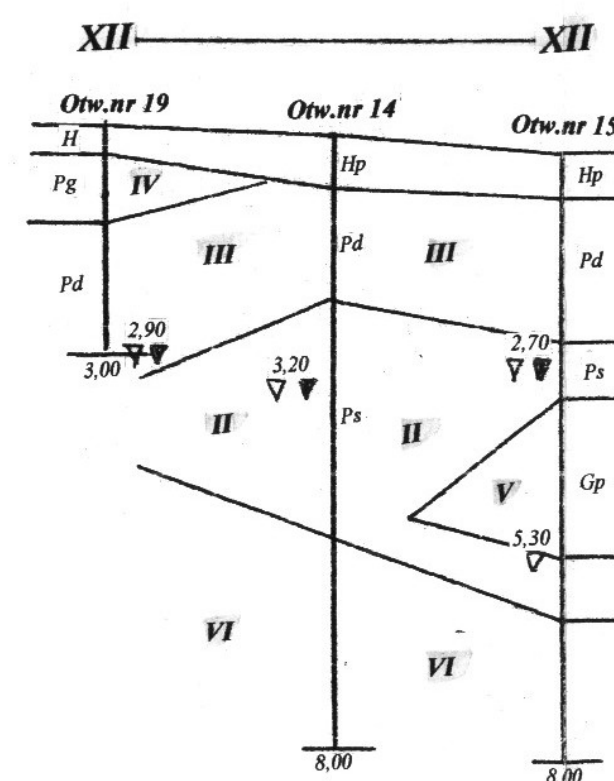 XII XII
Otw.nr 19 Otw.nr 14 Otw.nr 15
H
Hp Hp
Pg IV
III Pd III Pd
Pd
2,90 2,70
3,00 3,20 Ps
II Ps II
V Gp
5,30
VI VI
8,00 8,00